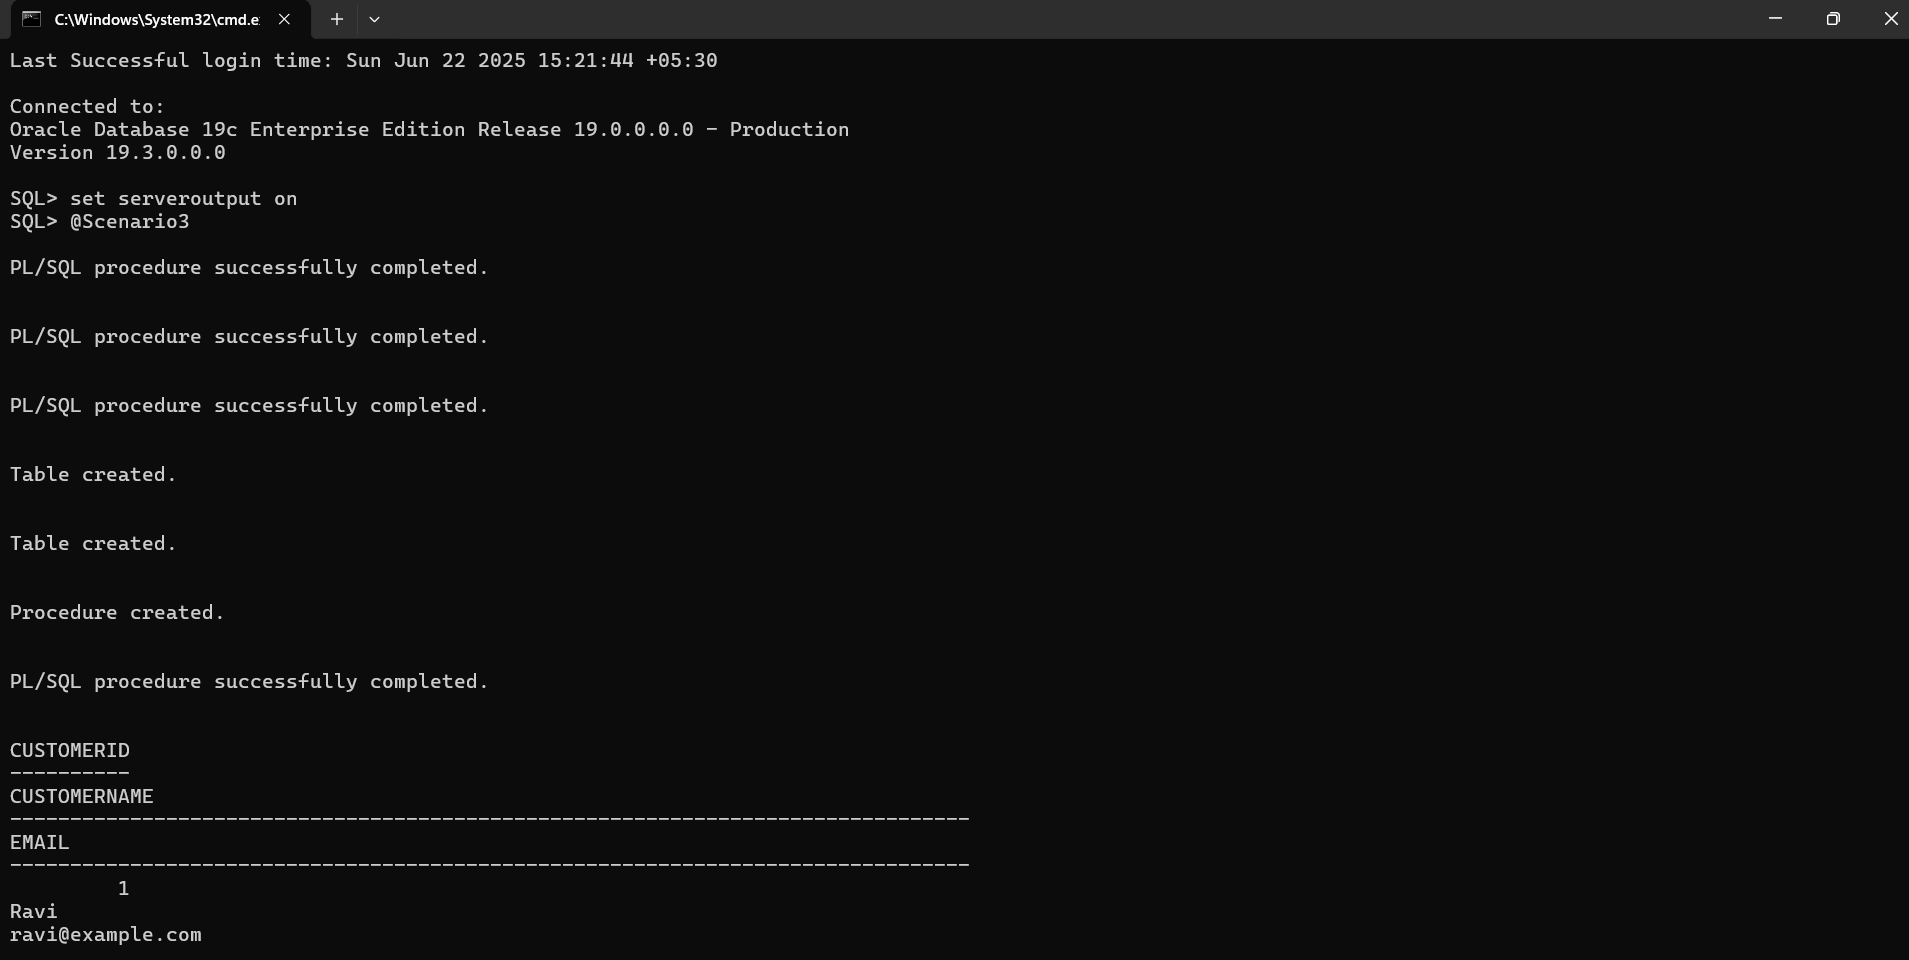 C:\Windows\System32\cmd.e
Last Successful login time: Sun Jun 22 2025 15:21:44 +05:30
Connected to:
Oracle Database 19c Enterprise Edition Release 19.0.0.0.0 - Production
Version 19.3.0.0.0
SQL> set serveroutput on
SQL> @Scenario3
PL/SQL procedure successfully completed.
PL/SQL procedure successfully completed.
PL/SQL procedure successfully completed.
Table created.
Table created.
Procedure created.
PL/SQL procedure successfully completed.
CUSTOMERID
----------
CUSTOMERNAME
--------------------------------------------------------------------------------
EMAIL
--------------------------------------------------------------------------------
1
Ravi
ravi@example.com